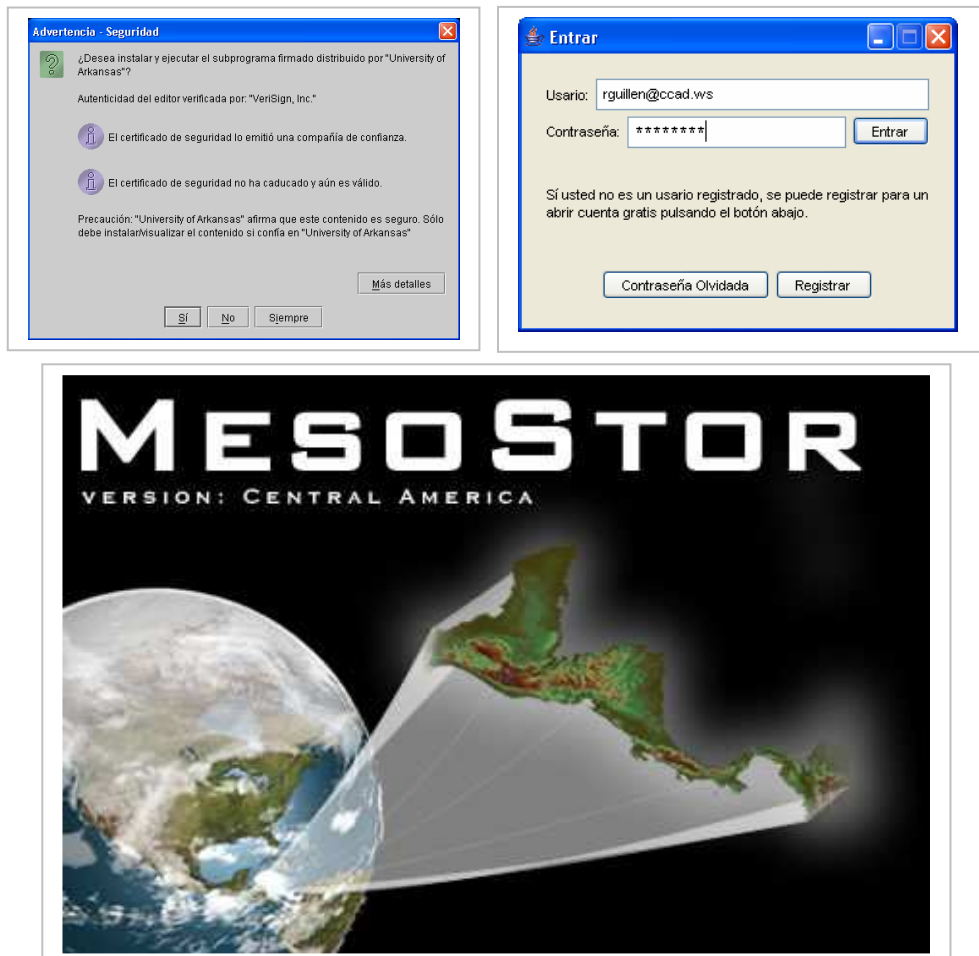 Advertencia - Seguridad
¿Desea instalar y ejecutar el subprograma firmado distribuido por "University of
Arkansas"?
Autenticidad del editor verificada por: "VeriSign, Inc."
El certificado de seguridad lo emitió una compañía de confianza.
El certificado de seguridad no ha caducado y aún es válido.
Precaución: "University of Arkansas" afirma que este contenido es seguro. Sólo
debe instalar/visualizar el contenido si confía en "University of Arkansas"
Más detalles
Sí No Siempre
Entrar
Usario: rguillen@ccad.ws
Contraseña: ******** Entrar
Sí usted no es un usario registrado, se puede registrar para un
abrir cuenta gratis pulsando el botón abajo.
Contraseña Olvidada Registrar
MESOSTOR
VERSION: CENTRAL AMERICA